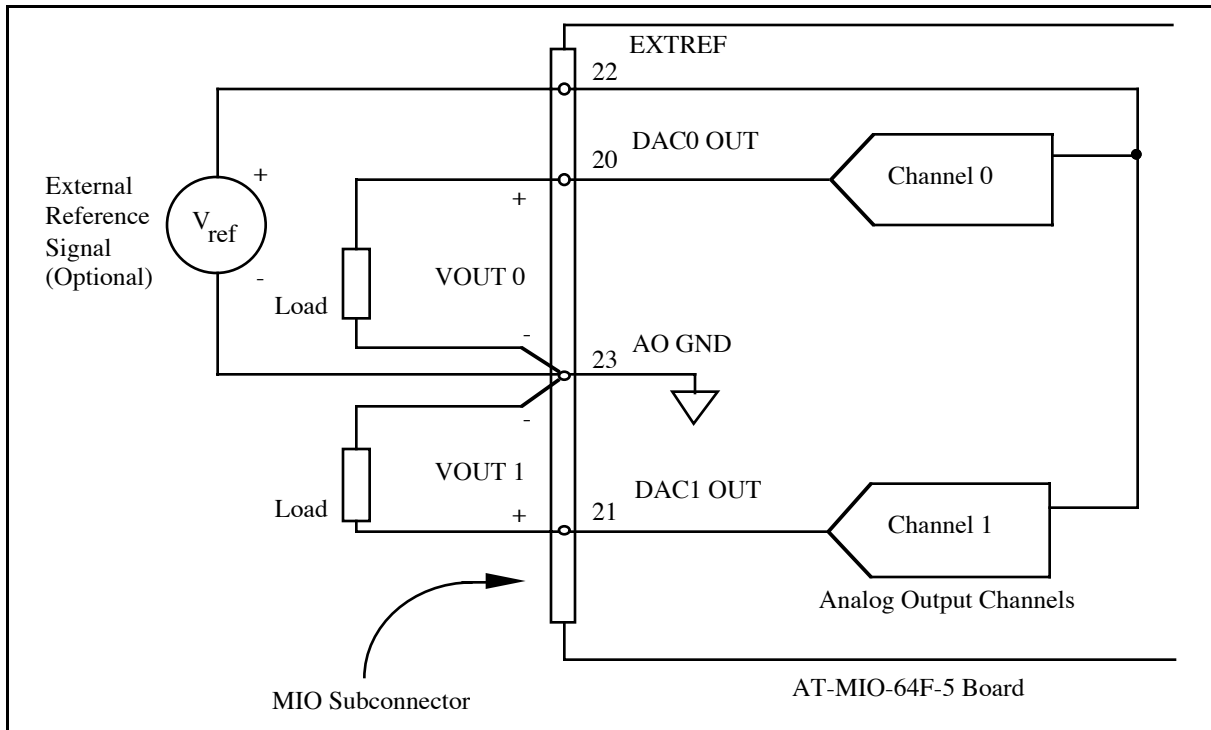 EXTREF
22
DAC0 OUT
20
Channel 0
External
Reference
Signal
(Optional)
+
V
ref
-
+
VOUT 0
Load
-
AO GND
23
-
VOUT 1
Load
+
DAC1 OUT
21
Channel 1
Analog Output Channels
MIO Subconnector
AT-MIO-64F-5 Board